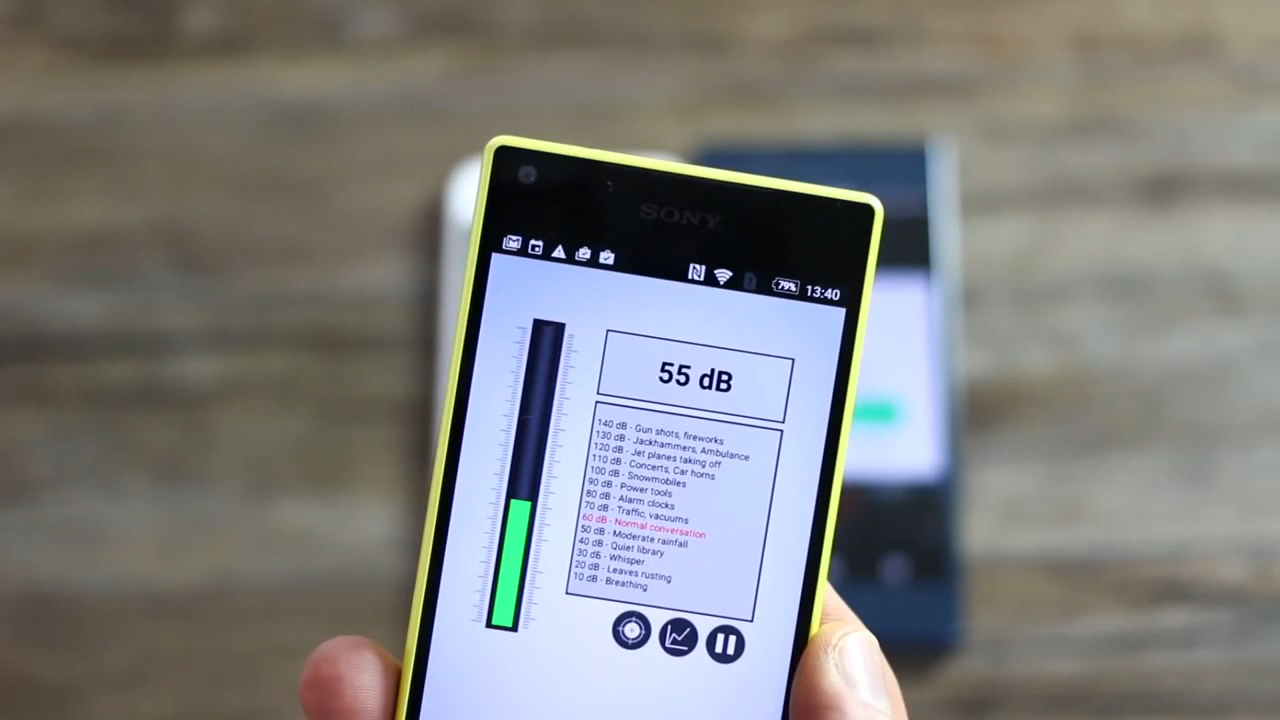 SONY
79% 13:40
55 dB
140 dB - Gun shots, fireworks
130 dB - Jackhammers, Ambulance
120 dB - Jet planes taking off
110 dB - Concerts, Car horns
100 dB - Snowmobiles
90 dB - Power tools
80 dB - Alarm clocks
70 dB - Traffic, vacuums
60 dB - Normal conversation
50 dB - Moderate rainfall
40 dB - Quiet library
30 dB - Whisper
20 dB - Leaves rusting
10 dB - Breathing